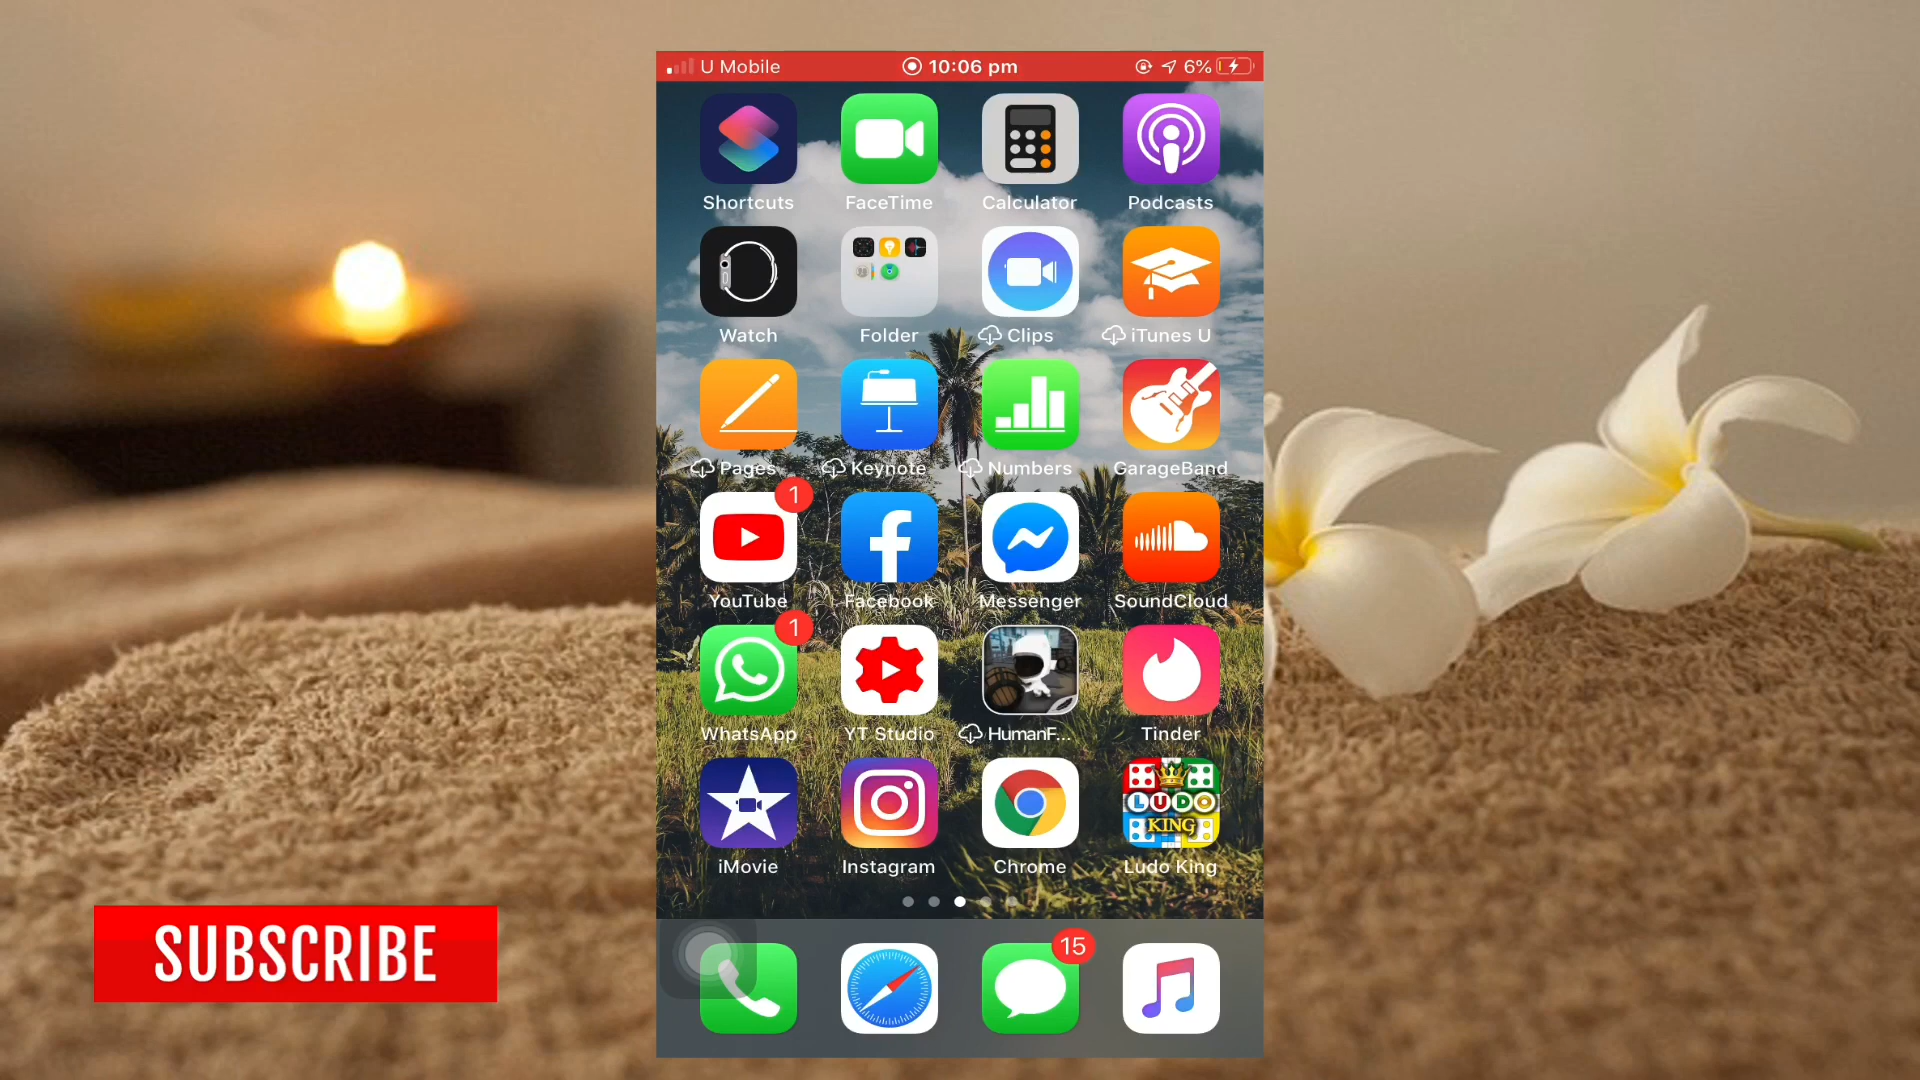 U Mobile 10:06 pm 6%
Shortcuts FaceTime Calculator Podcasts
Watch Folder Clips iTunes U
Pages Keynote Numbers GarageBand
1
YouTube Facebook Messenger SoundCloud
1
WhatsApp YT Studio HumanF... Tinder
LUDO
KING
iMovie Instagram Chrome Ludo King
15
SUBSCRIBE